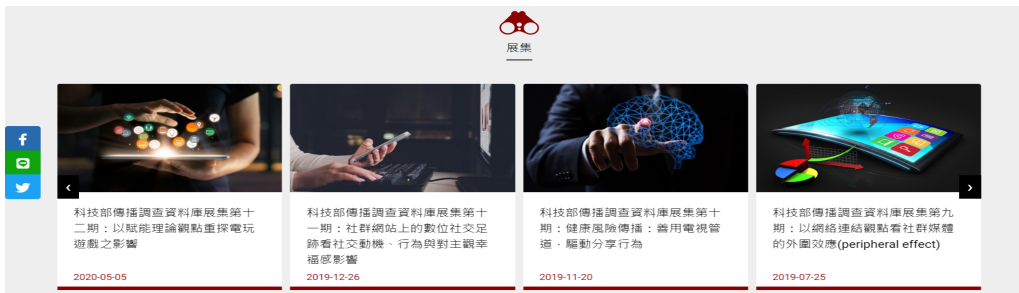 展集
科技部傳播調查資料庫展集第十
二期：以賦能理論觀點重探電玩
遊戲之影響
2020-05-05
科技部傳播調查資料庫展集第十
一期：社群網站上的數位社交足
跡看社交動機、行為與對主觀幸
福感影響
2019-12-26
科技部傳播調查資料庫展集第十
期：健康風險傳播：善用電視管
道，驅動分享行為
2019-11-20
科技部傳播調查資料庫展集第九
期：以網絡連結觀點看社群媒體
的外圍效應(peripheral effect)
2019-07-25